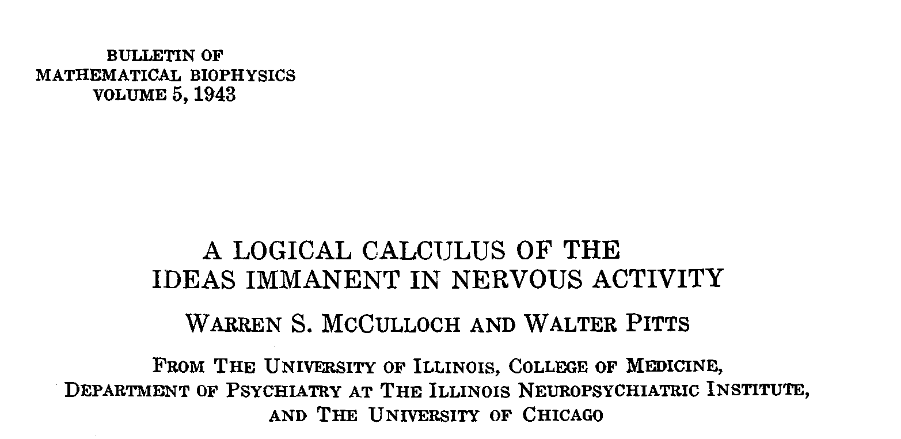 BULLETIN OF
MATHEMATICAL BIOPHYSICS
VOLUME 5, 1943
A LOGICAL CALCULUS OF THE
IDEAS IMMANENT IN NERVOUS ACTIVITY
WARREN S. MCCULLOCH AND WALTER PITTS
FROM THE UNIVERSITY OF ILLINOIS, COLLEGE OF MEDICINE,
DEPARTMENT OF PSYCHIATRY AT THE ILLINOIS NEUROPSYCHIATRIC INSTITUTE,
AND THE UNIVERSITY OF CHICAGO